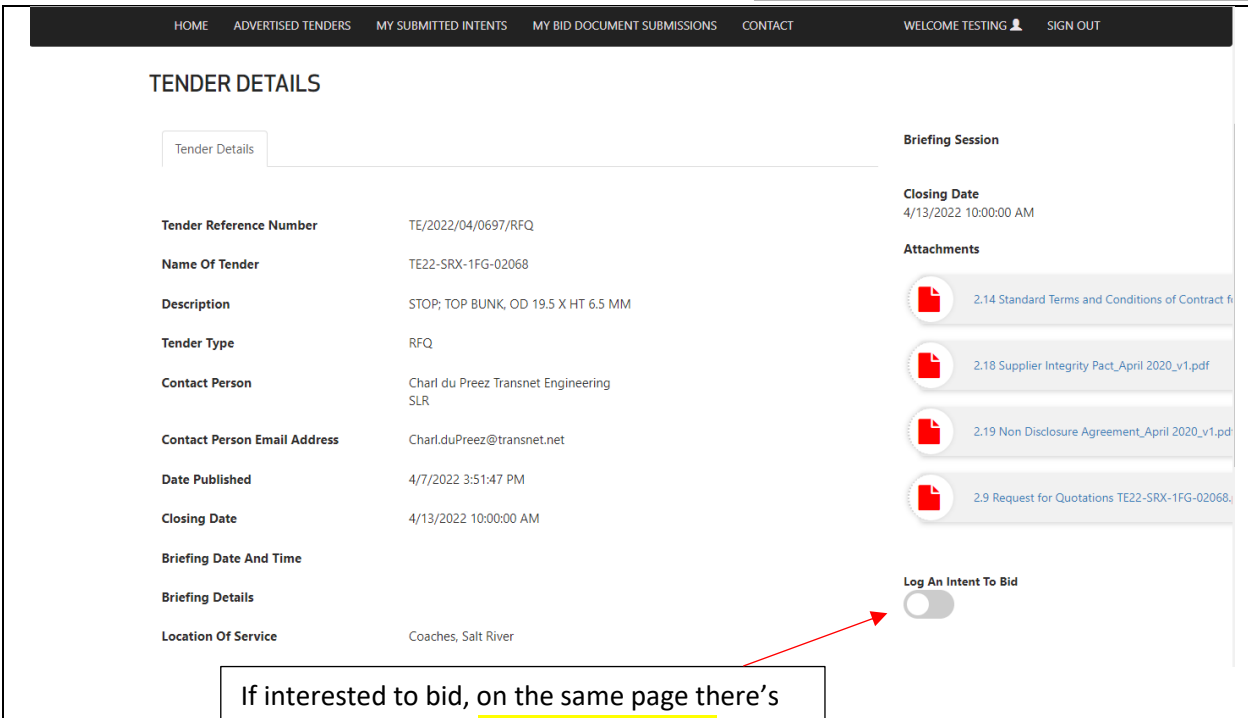 HOME ADVERTISED TENDERS MY SUBMITTED INTENTS MY BID DOCUMENT SUBMISSIONS CONTACT WELCOME TESTING SIGN OUT
TENDER DETAILS
Tender Details
Tender Reference Number TE/2022/04/0697/RFQ
Name Of Tender TE22-SRX-1FG-02068
Description STOP; TOP BUNK, OD 19.5 X HT 6.5 MM
Tender Type RFQ
Contact Person Charl du Preez Transnet Engineering
SLR
Contact Person Email Address Charl.duPreez@transnet.net
Date Published 4/7/2022 3:51:47 PM
Closing Date 4/13/2022 10:00:00 AM
Briefing Date And Time
Briefing Details
Location Of Service Coaches, Salt River
Briefing Session
Closing Date
4/13/2022 10:00:00 AM
Attachments
2.14 Standard Terms and Conditions of Contract
2.18 Supplier Integrity Pact_April 2020_v1.pdf
2.19 Non Disclosure Agreement_April 2020_v1.pdf
2.9 Request for Quotations TE22-SRX-1FG-02068.
Log An Intent To Bid
If interested to bid, on the same page there's